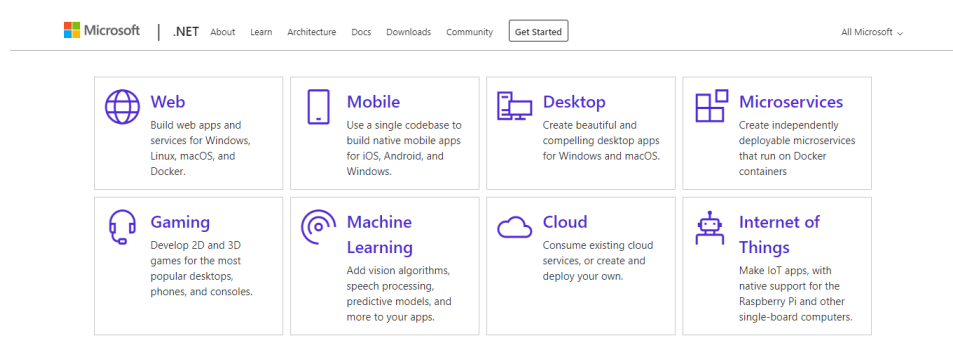 Microsoft | .NET About Learn Architecture Docs Downloads Community Get Started All Microsoft
Web
Build web apps and
services for Windows,
Linux, macOS, and
Docker.
Mobile
Use a single codebase to
build native mobile apps
for iOS, Android, and
Windows.
Desktop
Create beautiful and
compelling desktop apps
for Windows and macOS.
Microservices
Create independently
deployable microservices
that run on Docker
containers
Gaming
Develop 2D and 3D
games for the most
popular desktops,
phones, and consoles.
Machine
Learning
Add vision algorithms,
speech processing,
predictive models, and
more to your apps.
Cloud
Consume existing cloud
services, or create and
deploy your own.
Internet of
Things
Make IoT apps, with
native support for the
Raspberry Pi and other
single-board computers.